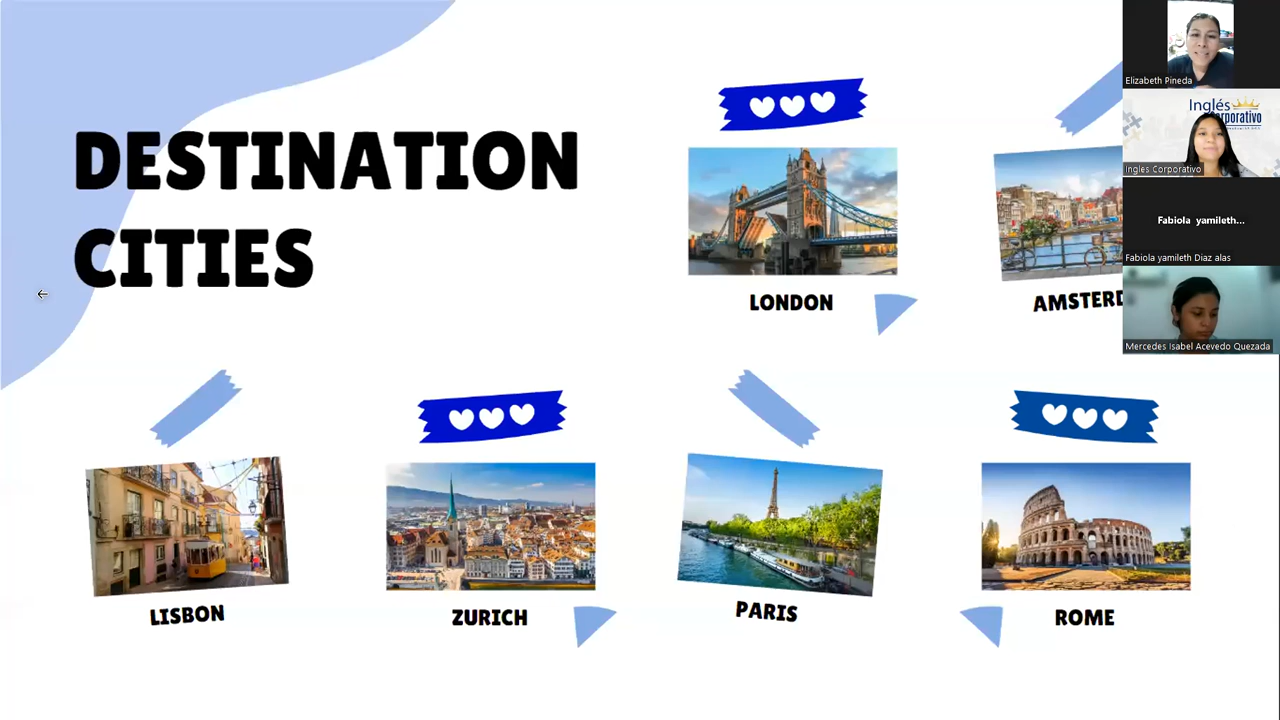 DESTINATION
CITIES
LONDON
AMSTERD
LISBON
ZURICH
PARIS
ROME
Elizabeth Pineda
Inglés
Corporativo
Ingles Corporativo
Fabiola yamileth...
Fabiola yamileth Diaz alas
Mercedes Isabel Acevedo Quezada